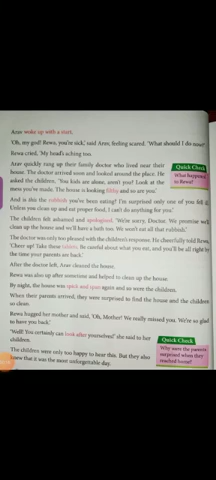 Arav woke up with a start.
'Oh, my god! Rewa, you're sick,' said Arav, feeling scared. 'What should I do now?'
Rewa cried, 'My head's aching too.'
Arav quickly rang up their family doctor who lived near their
house. The doctor arrived soon and looked around the place. He
asked the children, 'You kids are alone, aren't you? Look at the
mess you've made. The house is looking filthy and so are you.'
Quick Check
What happened
to Rewa?
And is this the rubbish you've been eating? I'm surprised only one of you fell ill.
Unless you clean up and eat proper food, I can't do anything for you.'
The children felt ashamed and apologised. 'We're sorry, Doctor. We promise we'll
clean up the house and we'll have a bath too. We won't eat all that rubbish.'
The doctor was only too pleased with the children's response. He cheerfully told Rewa,
'Cheer up! Take these tablets. Be careful about what you eat, and you'll be all right by
the time your parents are back.'
After the doctor left, Arav cleaned the house.
Rewa was also up after sometime and helped to clean up the house.
By night, the house was spick and span again and so were the children.
When their parents arrived, they were surprised to find the house and the children
so clean.
Rewa hugged her mother and said, 'Oh, Mother! We really missed you. We're so glad
to have you back.'
'Well! You certainly can look after yourselves!' she said to her
children.
The children were only too happy to hear this. But they also
knew that it was the most unforgettable day.
Quick Check
Why were the parents
surprised when they
reached home?